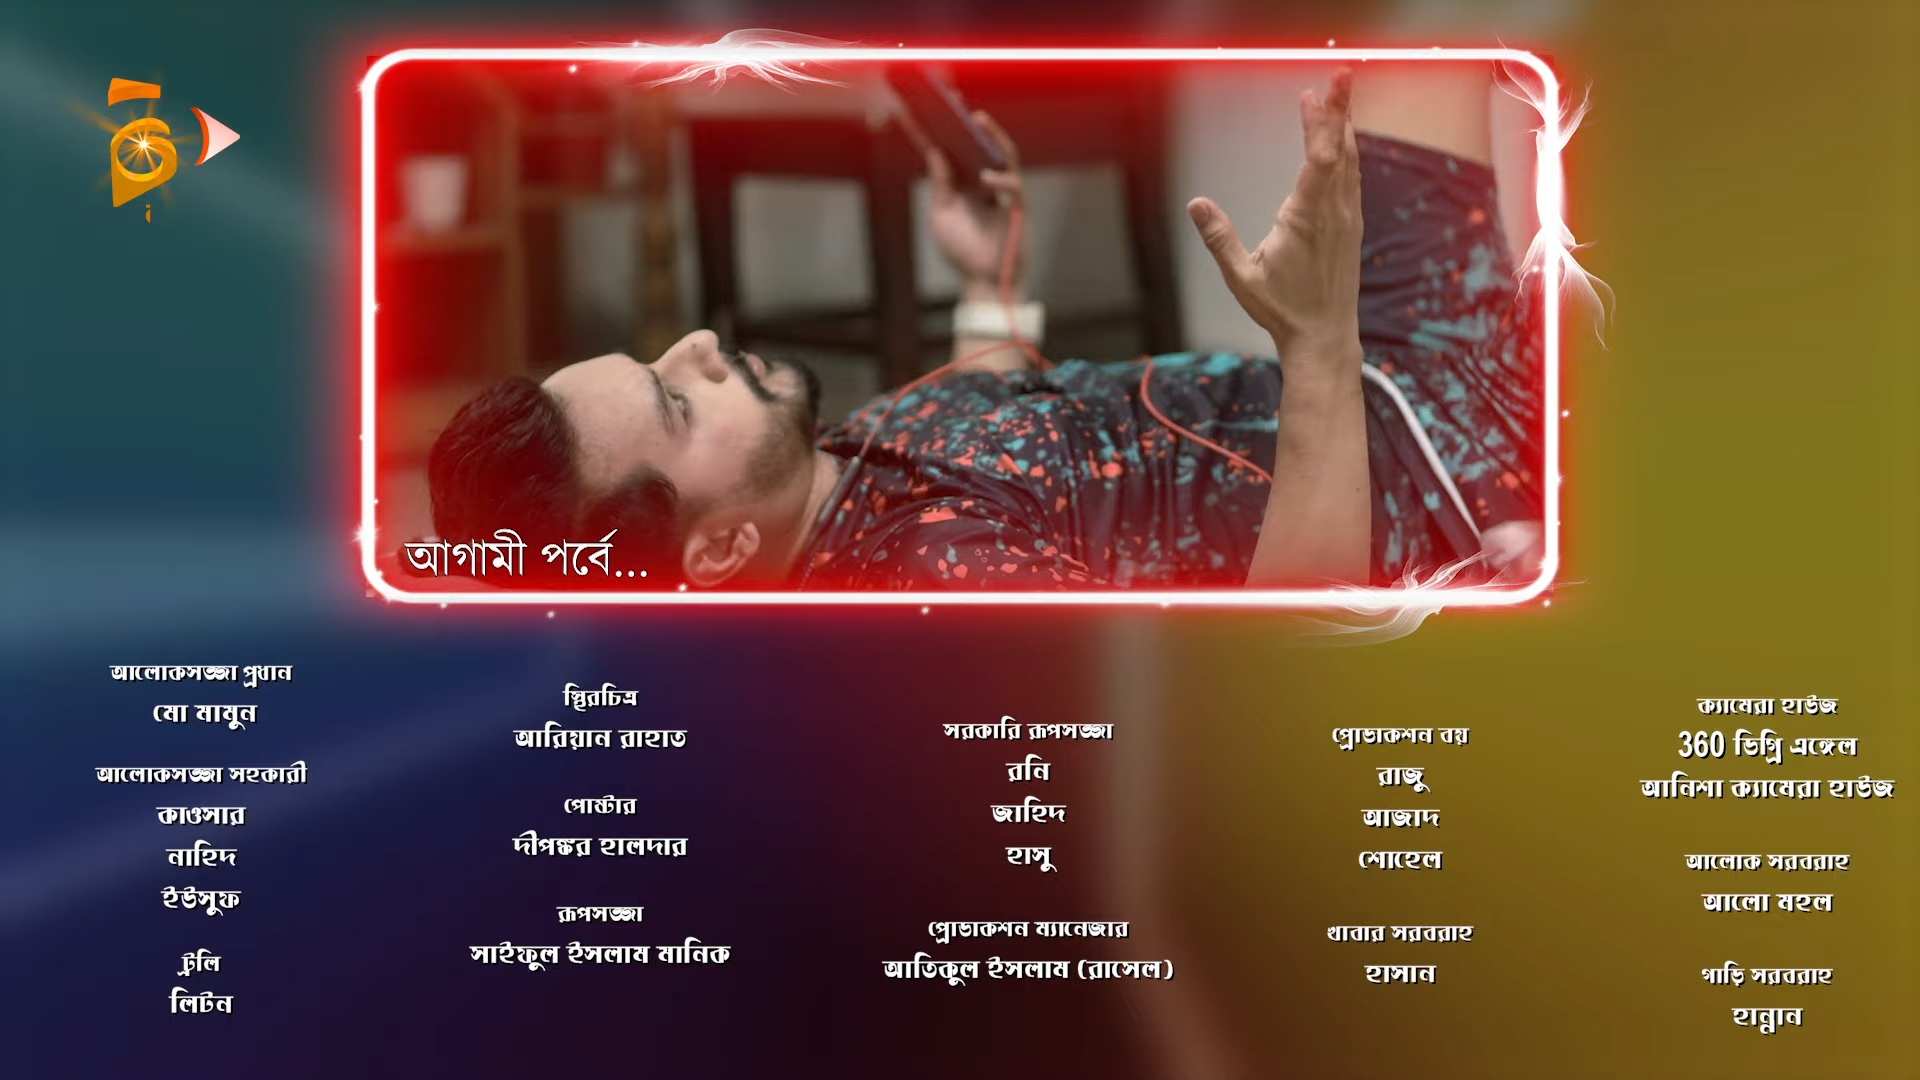 আগামী পর্বে...
আলোকসজ্জা প্রধান
মো মামুন
আলোকসজ্জা সহকারী
কাওসার
নাহিদ
ইউসুফ
ট্রলি
লিটন
স্থিরচিত্র
আরিয়ান রাহাত
পোষ্টার
দীপঙ্কর হালদার
রূপসজ্জা
সাইফুল ইসলাম মানিক
সরকারি রূপসজ্জা
রনি
জাহিদ
হাসু
প্রোডাকশন ম্যানেজার
আতিকুল ইসলাম (রাসেল)
প্রোডাকশন বয়
রাজু
আজাদ
শোহেল
খাবার সরবরাহ
হাসান
ক্যামেরা হাউজ
360 ডিগ্রি এঙ্গেল
আনিশা ক্যামেরা হাউজ
আলোক সরবরাহ
আলো মহল
গাড়ি সরবরাহ
হান্নান